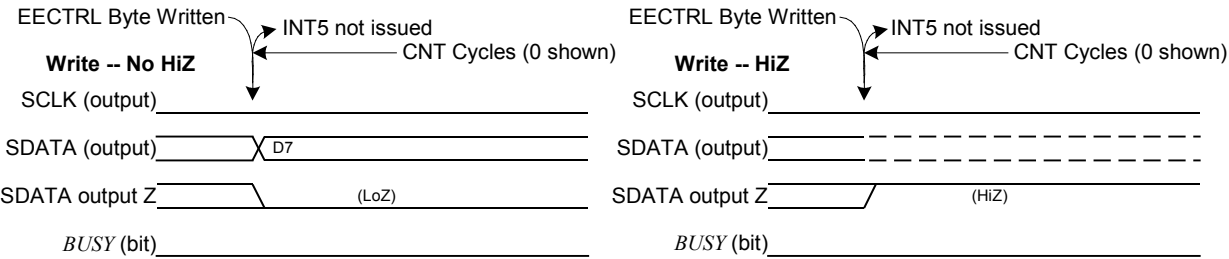 EECTRL Byte Written
INT5 not issued
CNT Cycles (0 shown)
Write -- No HiZ
SCLK (output)
SDATA (output)
D7
SDATA output Z
(LoZ)
BUSY (bit)
EECTRL Byte Written
INT5 not issued
CNT Cycles (0 shown)
Write -- HiZ
SCLK (output)
SDATA (output)
SDATA output Z
(HiZ)
BUSY (bit)